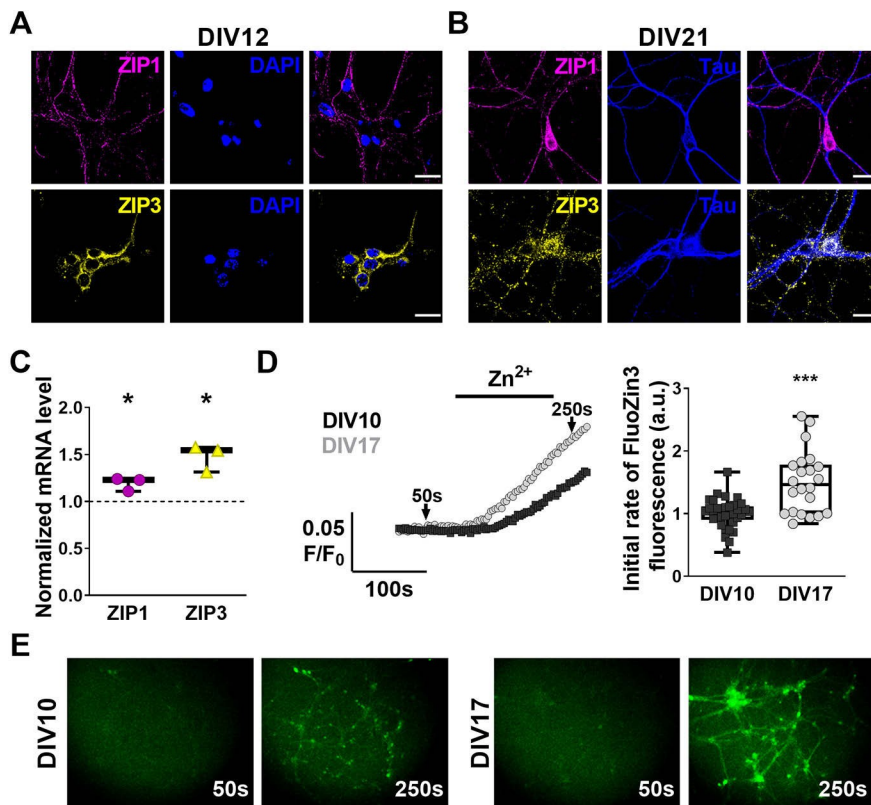 A
DIV12
B
DIV21
ZIP1
DAPI
ZIP1
Tau
ZIP3
DAPI
ZIP3
Tau
C
Normalized mRNA level
2.0
1.5
1.0
0.5
0.0
*
*
ZIP1
ZIP3
D
Zn²⁺
DIV10
DIV17
50s
250s
0.05
F/F₀
100s
Initial rate of FluoZin3
fluorescence (a.u.)
3
2
1
0
***
DIV10
DIV17
E
DIV10
50s
250s
DIV17
50s
250s